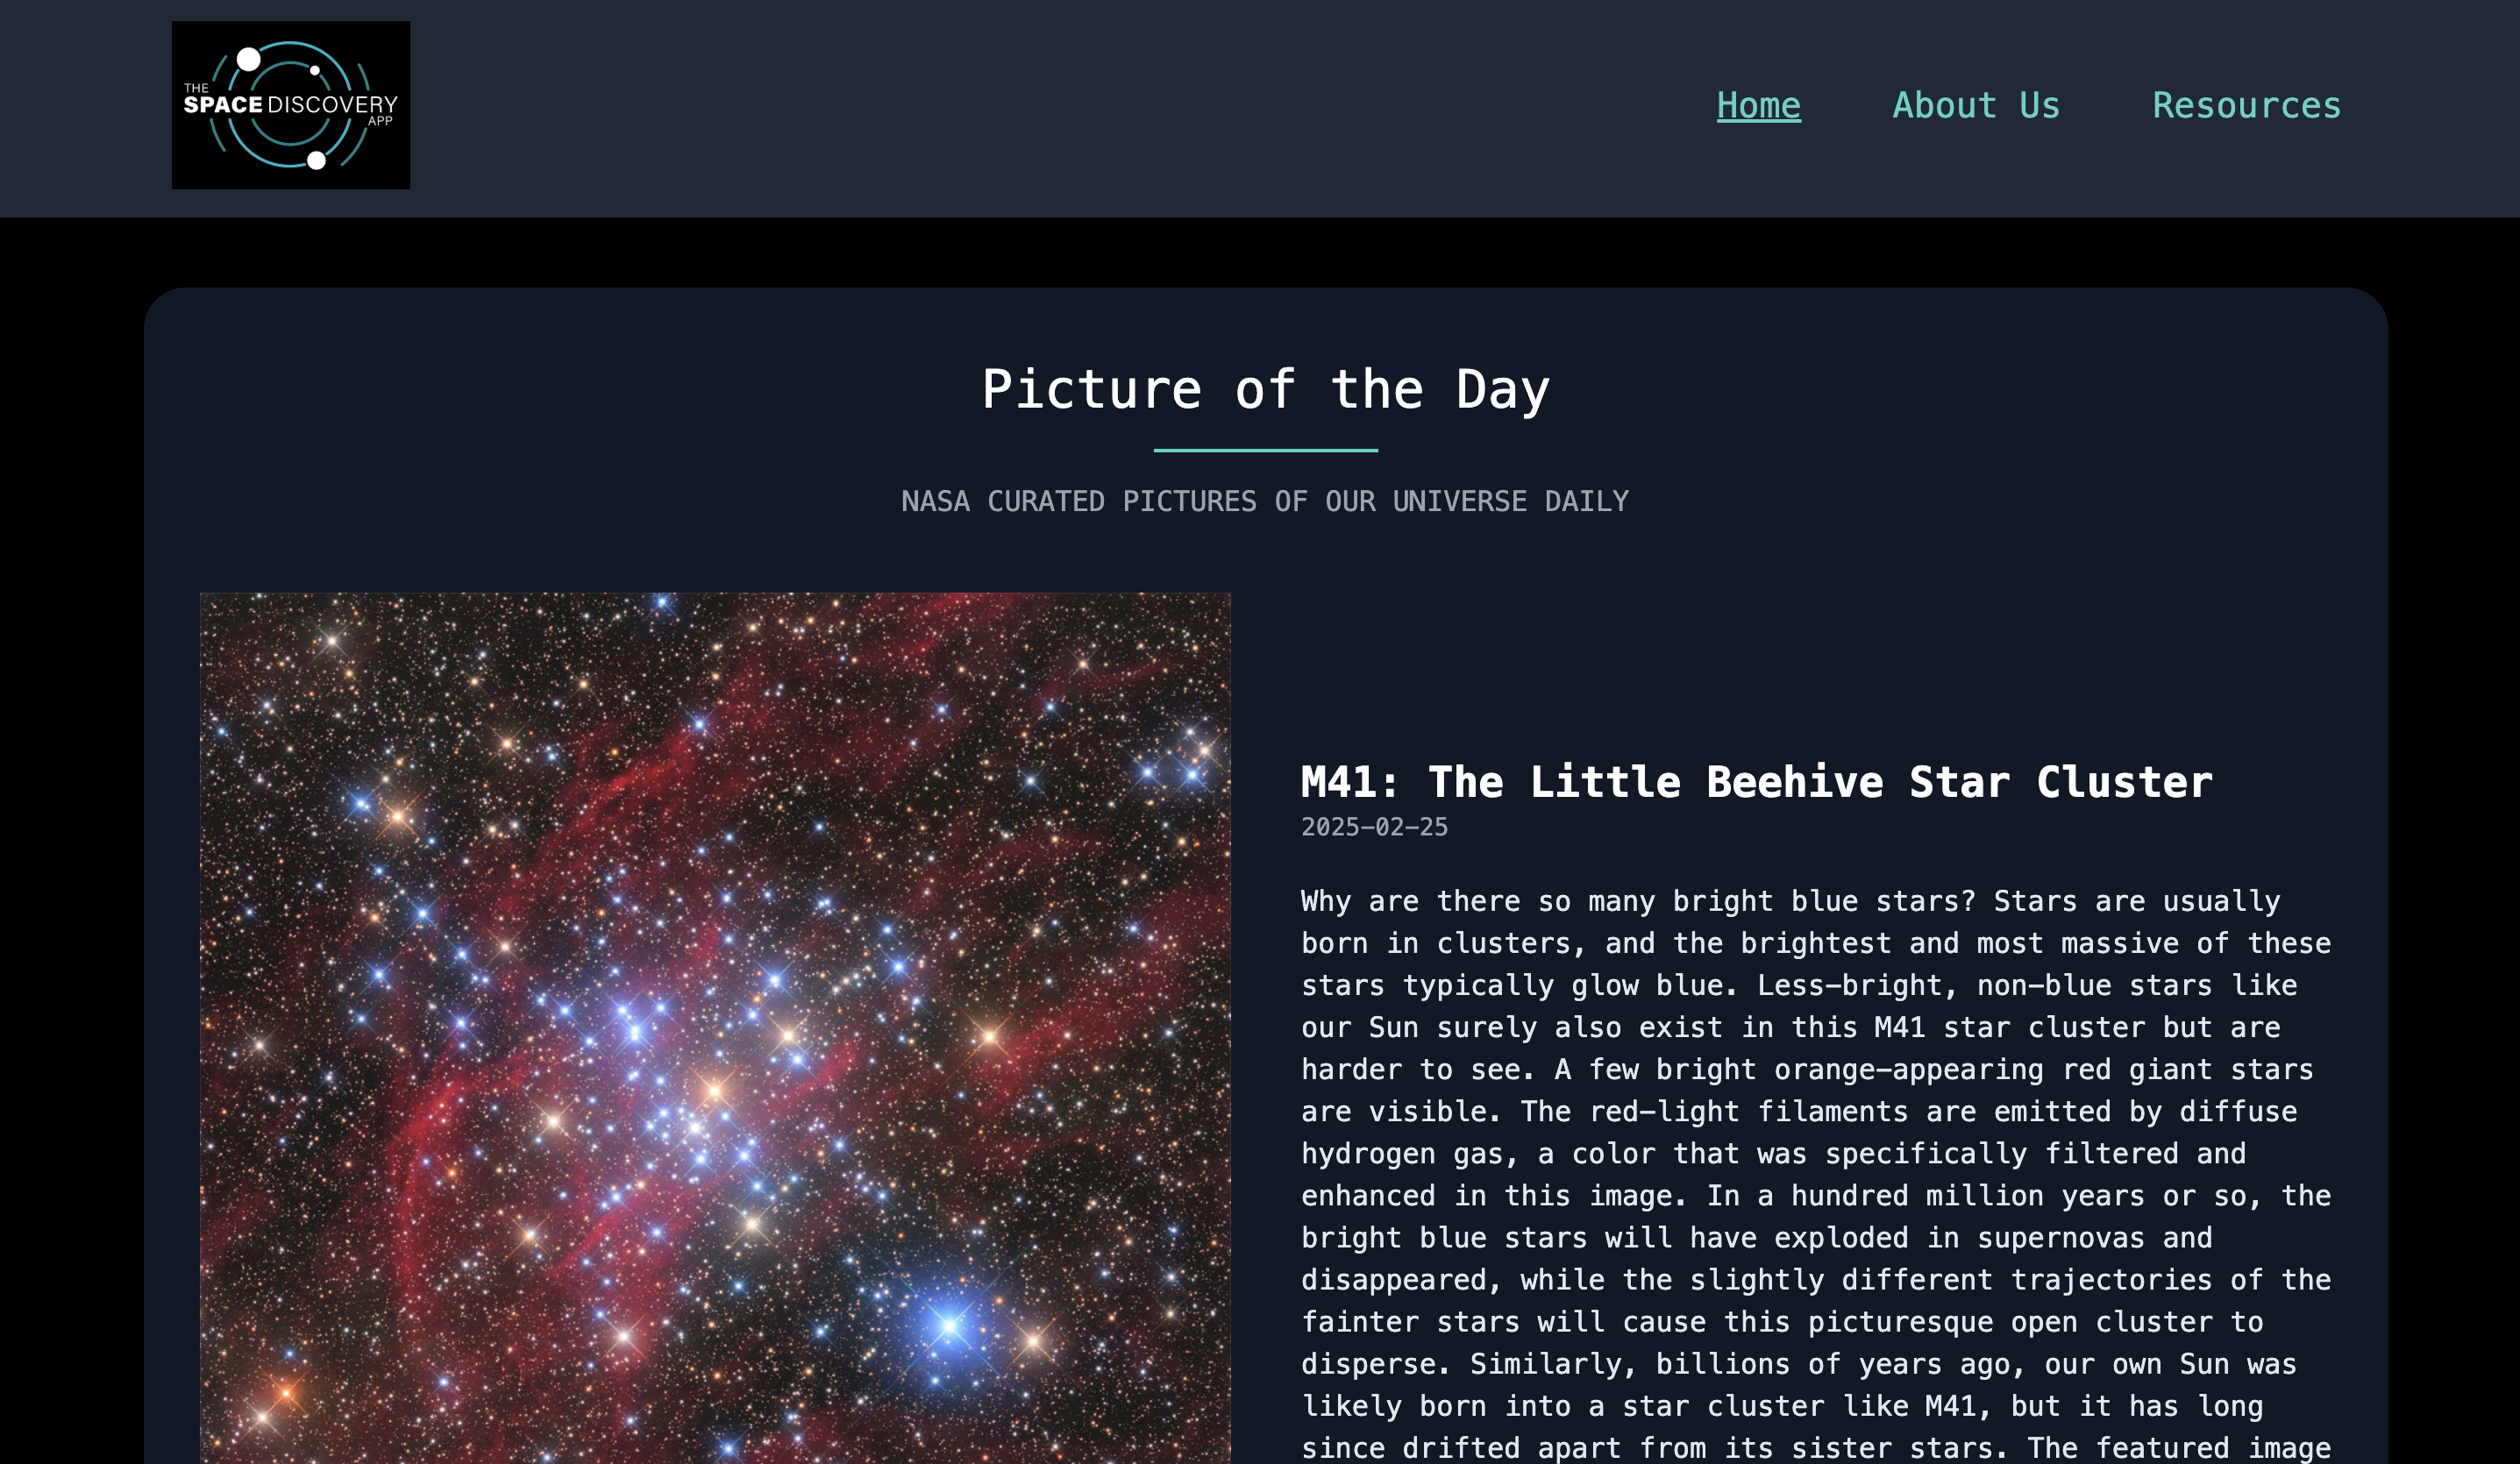 THE
SPACE DISCOVERY
APP
Home
About Us
Resources
Picture of the Day
NASA CURATED PICTURES OF OUR UNIVERSE DAILY
M41: The Little Beehive Star Cluster
2025-02-25
Why are there so many bright blue stars? Stars are usually
born in clusters, and the brightest and most massive of these
stars typically glow blue. Less-bright, non-blue stars like
our Sun surely also exist in this M41 star cluster but are
harder to see. A few bright orange-appearing red giant stars
are visible. The red-light filaments are emitted by diffuse
hydrogen gas, a color that was specifically filtered and
enhanced in this image. In a hundred million years or so, the
bright blue stars will have exploded in supernovas and
disappeared, while the slightly different trajectories of the
fainter stars will cause this picturesque open cluster to
disperse. Similarly, billions of years ago, our own Sun was
likely born into a star cluster like M41, but it has long
since drifted apart from its sister stars. The featured image